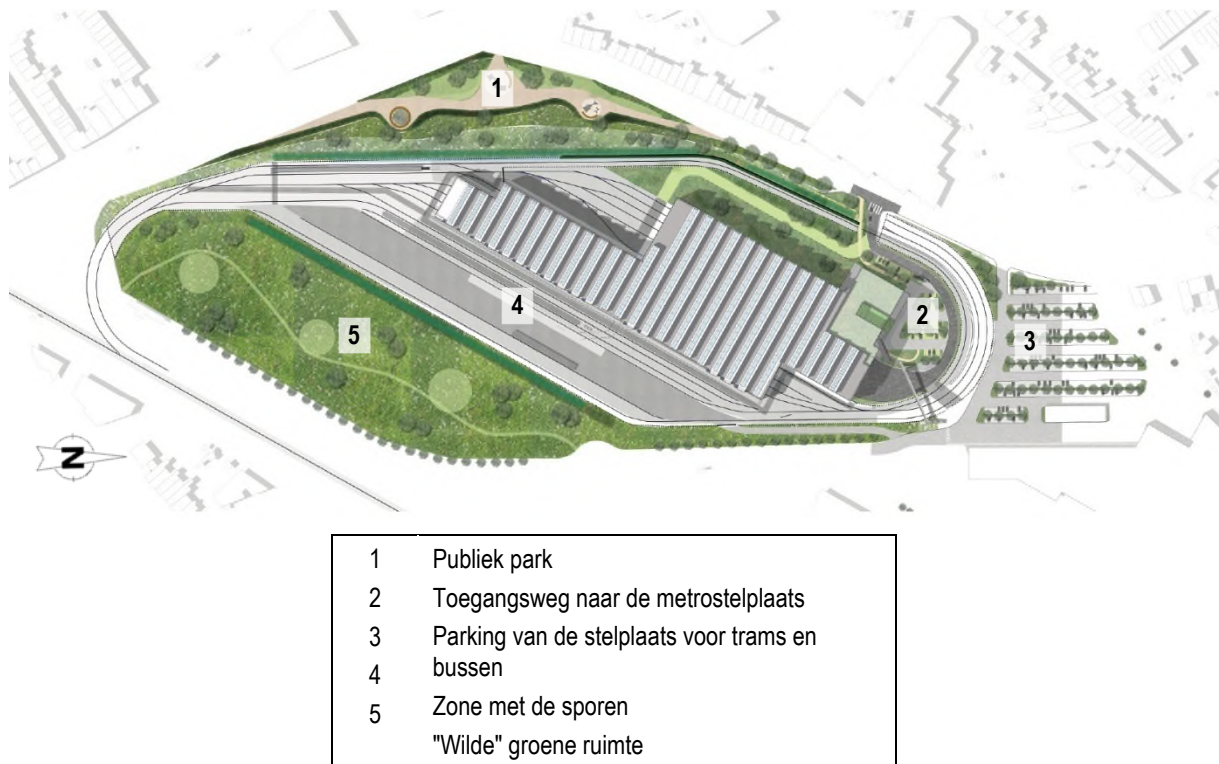 1
2
3
4
5
N
1 Publiek park
2 Toegangsweg naar de metrostelplaats
3 Parking van de stelplaats voor trams en
4 bussen
5 Zone met de sporen
"Wilde" groene ruimte